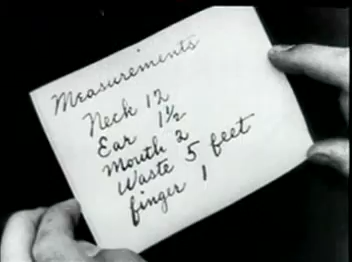 Measurements
Neck 12
Ear 1½
Mouth 2
Waste 5 feet
finger 1